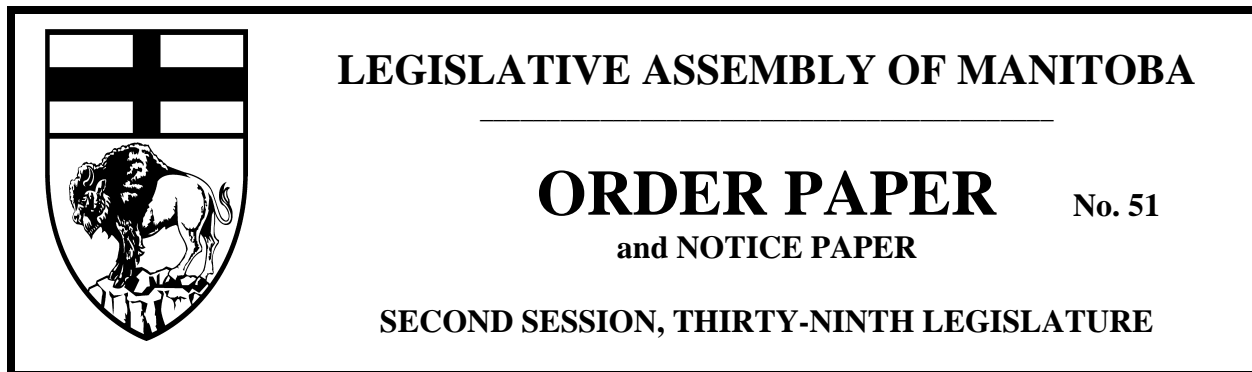 LEGISLATIVE ASSEMBLY OF MANITOBA
ORDER PAPER No. 51
and NOTICE PAPER
SECOND SESSION, THIRTY-NINTH LEGISLATURE